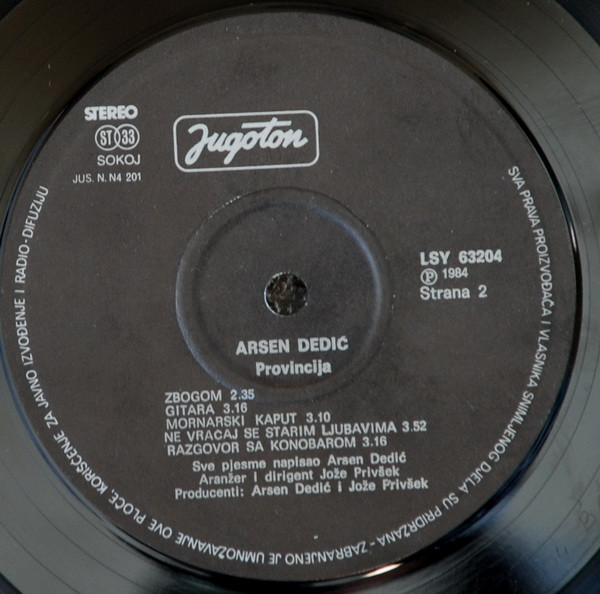 STEREO
ST 33
SOKOJ
JUS. N. N4 201
Jugoton
LSY 63204
Ⓟ 1984
Strana 2
ARSEN DEDIĆ
Provincija
ZBOGOM 2.35
GITARA 3.16
MORNARSKI KAPUT 3.10
NE VRAĆAJ SE STARIM LJUBAVIMA 3.52
RAZGOVOR SA KONOBAROM 3.16
Sve pjesme napisao Arsen Dedić
Aranžer i dirigent Jože Privšek
Producenti: Arsen Dedić i Jože Privšek
SVA PRAVA PROIZVOĐAČA I VLASNIKA SNIMLJENOG DJELA SU PRIDRŽANA - ZABRANJENO JE UMNOŽAVANJE OVE PLOČE, KORIŠĆENJE ZA JAVNO IZVOĐENJE I RADIO-DIFUZIJU